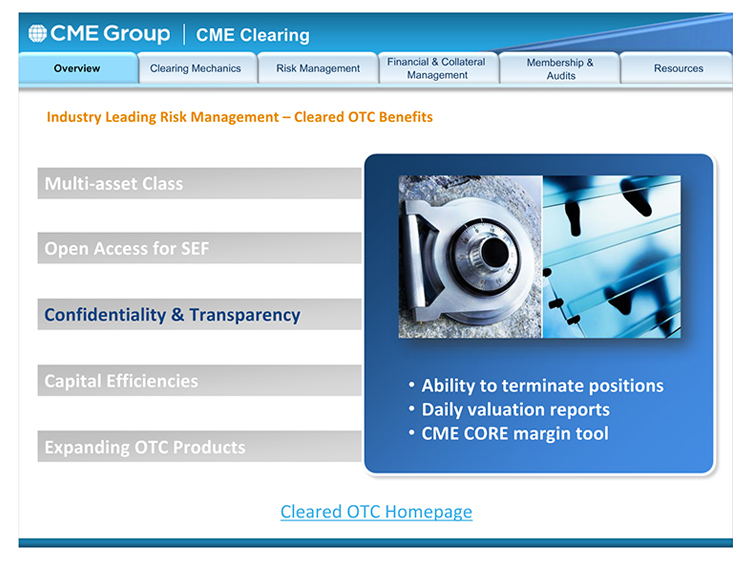 CME Group | CME Clearing
Overview
Clearing Mechanics
Risk Management
Financial & Collateral
Management
Membership &
Audits
Resources
Industry Leading Risk Management – Cleared OTC Benefits
Multi-asset Class
Open Access for SEF
Confidentiality & Transparency
Capital Efficiencies
Expanding OTC Products
• Ability to terminate positions
• Daily valuation reports
• CME CORE margin tool
Cleared OTC Homepage